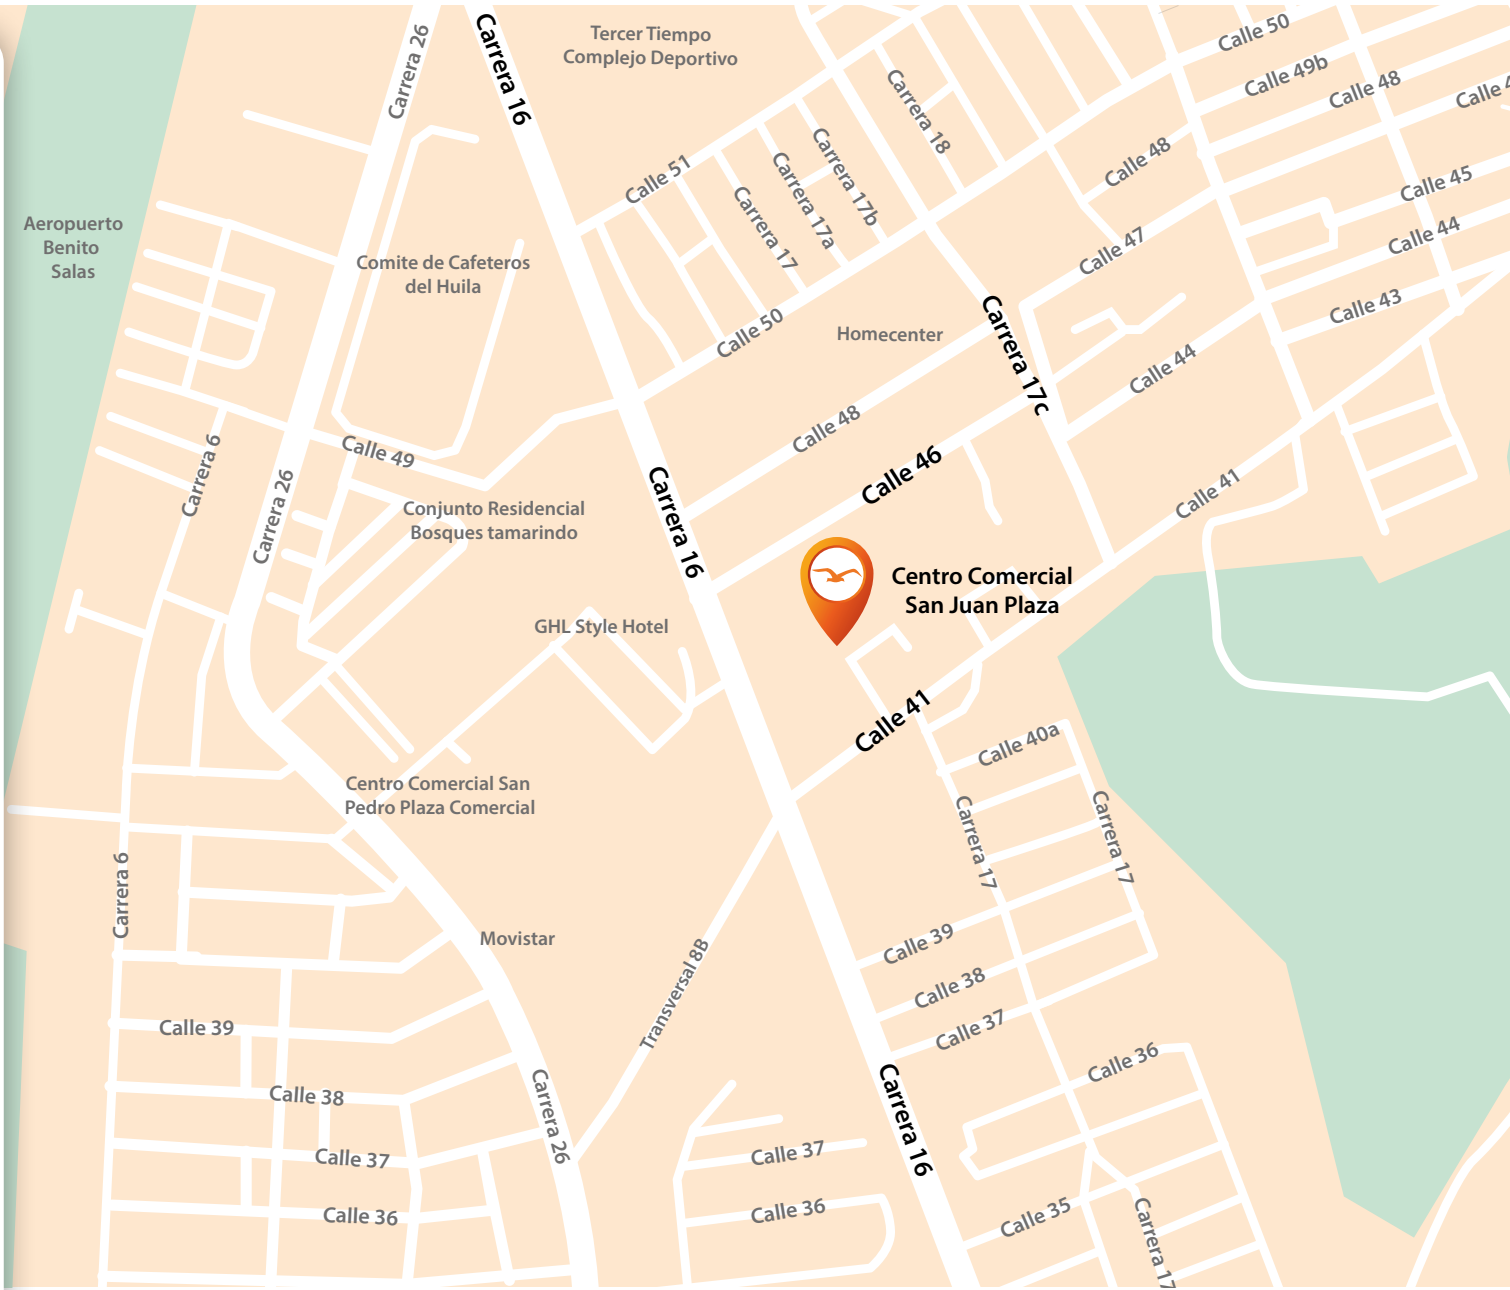 Carrera 26
Carrera 16
Tercer Tiempo
Complejo Deportivo
Calle 50
Calle 49b
Calle 48
Carrera 18
Calle 48
Calle 51
Carrera 17b
Carrera 17a
Carrera 17
Calle 45
Calle 44
Calle 47
Aeropuerto
Benito
Salas
Comite de Cafeteros
del Huila
Calle 43
Calle 50
Homecenter
Carrera 17c
Calle 44
Calle 48
Calle 49
Carrera 6
Calle 46
Carrera 26
Carrera 16
Calle 41
Conjunto Residencial
Bosques tamarindo
Centro Comercial
San Juan Plaza
GHL Style Hotel
Calle 41
Calle 40a
Centro Comercial San
Pedro Plaza Comercial
Carrera 17
Carrera 17
Carrera 6
Movistar
Calle 39
Transversal 8B
Calle 38
Calle 39
Calle 37
Calle 36
Calle 38
Carrera 26
Carrera 16
Calle 37
Calle 37
Calle 36
Calle 36
Calle 35
Carrera 17